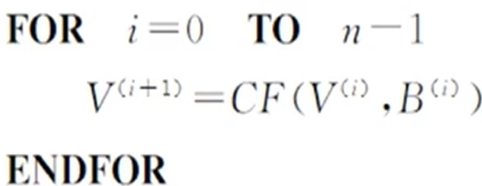 FOR i=0 TO n−1
V⁽ⁱ⁺¹⁾=CF(V⁽ⁱ⁾,B⁽ⁱ⁾)
ENDFOR